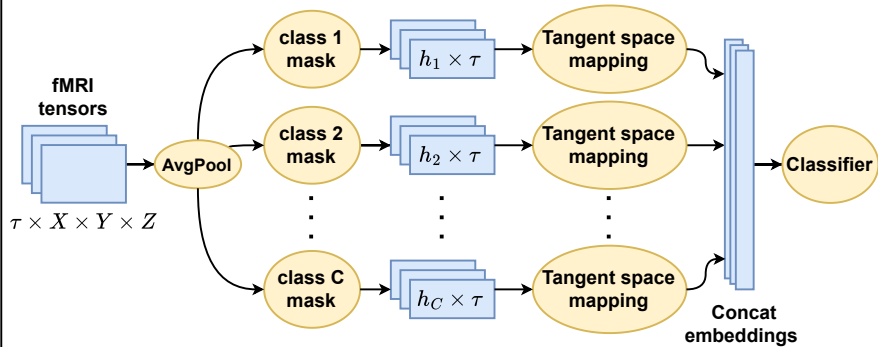 fMRI
tensors
τ × X × Y × Z
AvgPool
class 1
mask
h₁ × τ
Tangent space
mapping
class 2
mask
h₂ × τ
Tangent space
mapping
class C
mask
h_C × τ
Tangent space
mapping
Concat
embeddings
Classifier